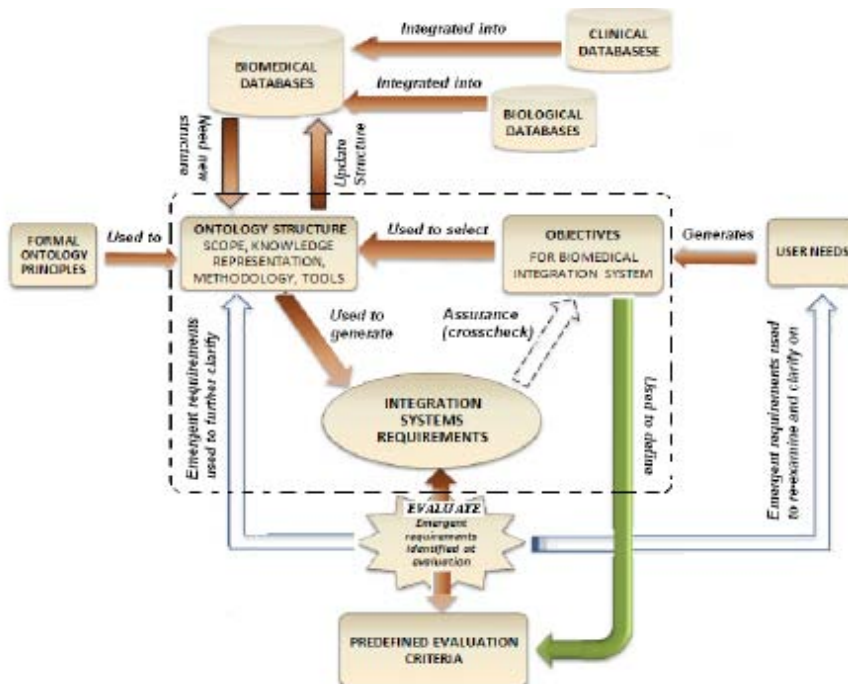 Integrated into
CLINICAL
DATABASESE
BIOMEDICAL
DATABASES
Integrated into
BIOLOGICAL
DATABASES
Need new
structure
Update
Structure
FORMAL
ONTOLOGY
PRINCIPLES
Used to
ONTOLOGY STRUCTURE
SCOPE, KNOWLEDGE
REPRESENTATION,
METHODOLOGY, TOOLS
Used to select
OBJECTIVES
FOR BIOMEDICAL
INTEGRATION SYSTEM
Generates
USER NEEDS
Used to
generate
Assurance
(crosscheck)
Emergent requirements
used to further clarify
INTEGRATION
SYSTEMS
REQUIREMENTS
Used to define
Emergent requirements used
to re-examine and clarify on
EVALUATE
Emergent
requirements
identified at
evaluation
PREDEFINED EVALUATION
CRITERIA